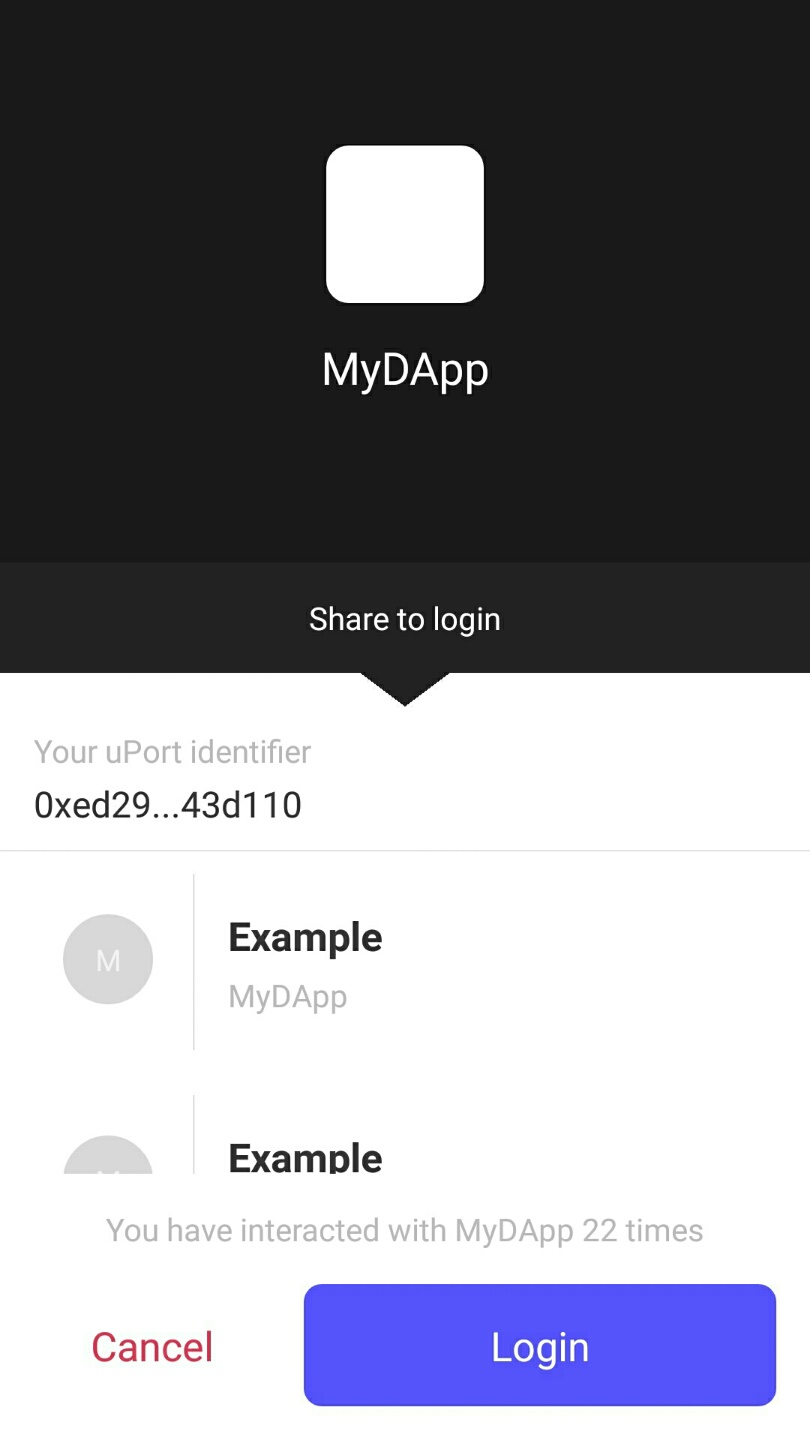 MyDApp
Share to login
Your uPort identifier
0xed29...43d110
M
Example
MyDApp
Example
You have interacted with MyDApp 22 times
Cancel
Login